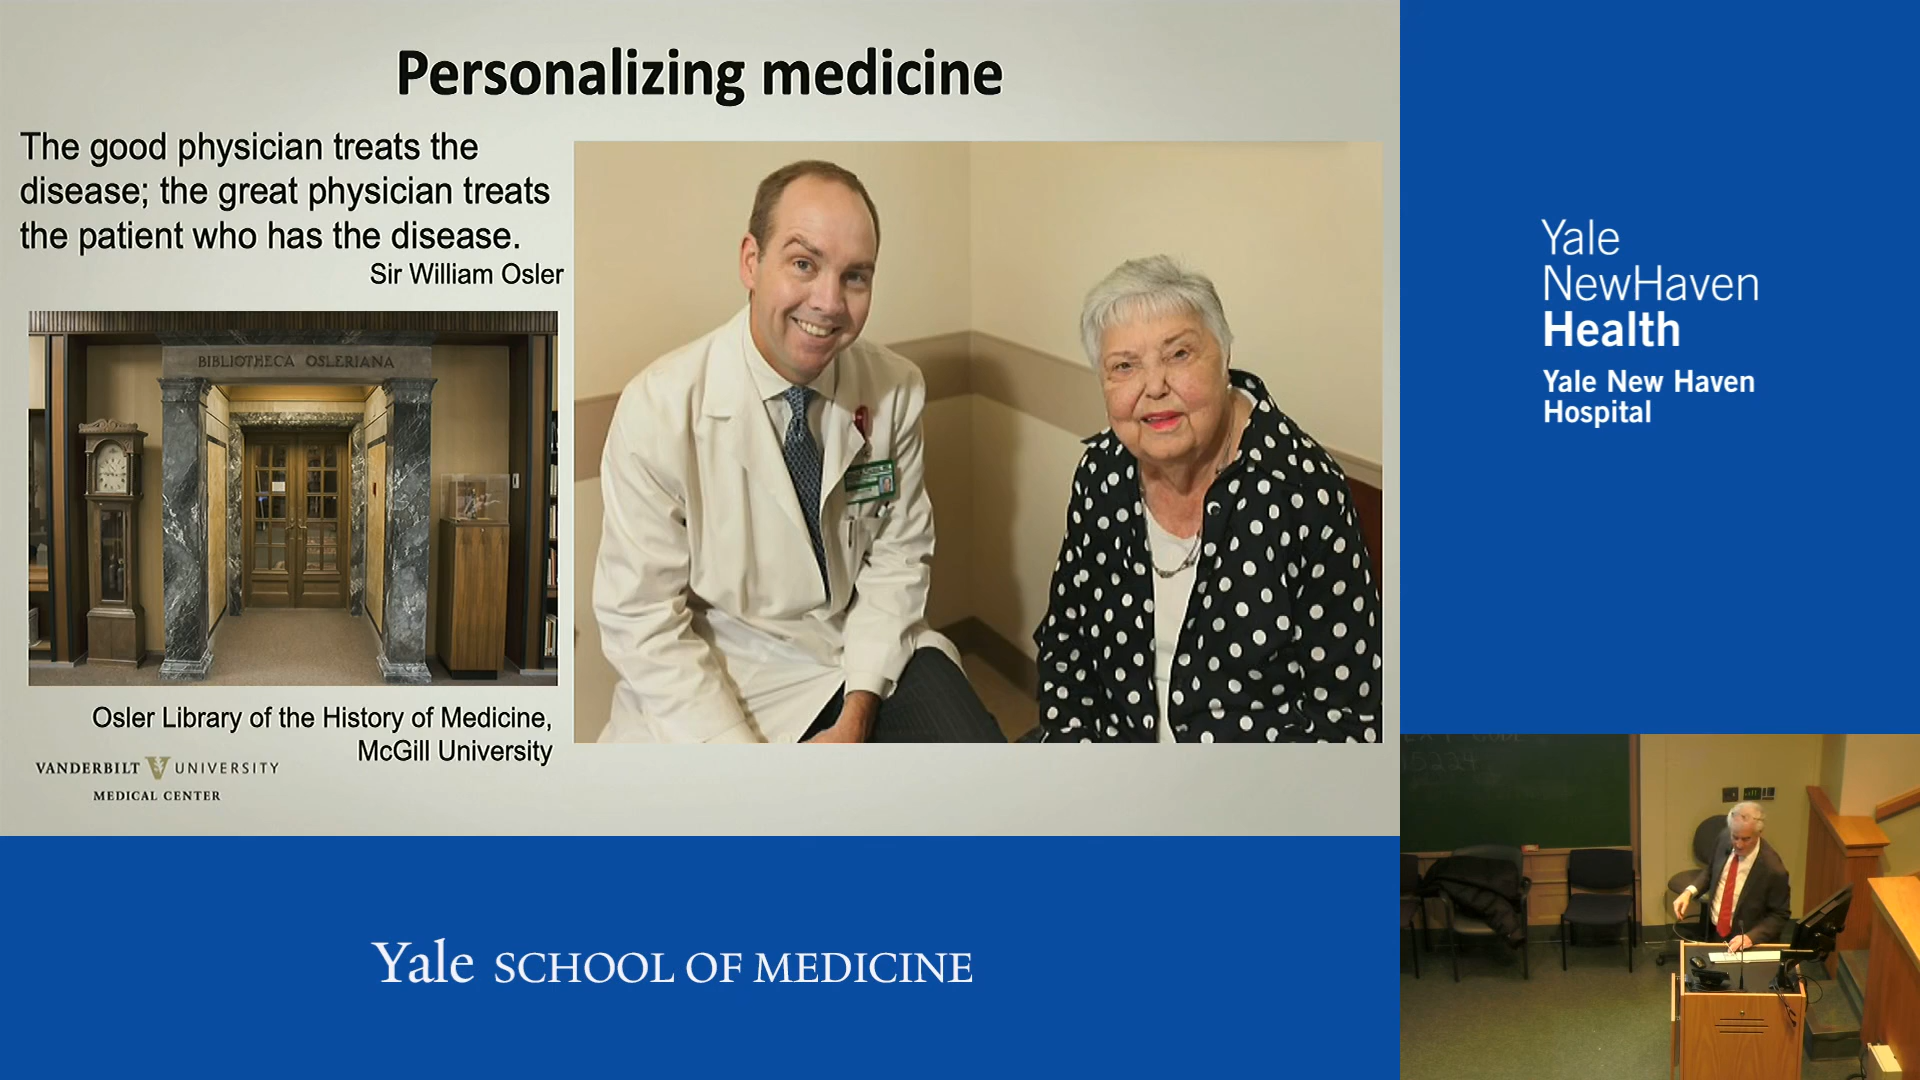 Personalizing medicine
The good physician treats the
disease; the great physician treats
the patient who has the disease.
Sir William Osler
BIBLIOTHECA OSLERIANA
Osler Library of the History of Medicine,
McGill University
VANDERBILT V UNIVERSITY
MEDICAL CENTER
Yale
NewHaven
Health
Yale New Haven
Hospital
15224
Yale SCHOOL OF MEDICINE